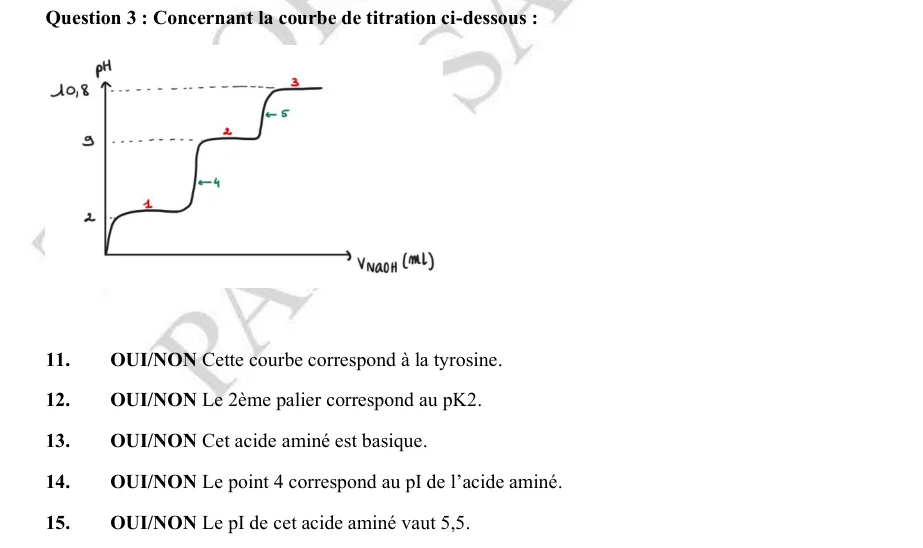 Question 3 : Concernant la courbe de titration ci-dessous :
pH
10,8
3
←5
9
2
←4
1
2
VNaOH (ml)
11. OUI/NON Cette courbe correspond à la tyrosine.
12. OUI/NON Le 2ème palier correspond au pK2.
13. OUI/NON Cet acide aminé est basique.
14. OUI/NON Le point 4 correspond au pI de l'acide aminé.
15. OUI/NON Le pI de cet acide aminé vaut 5,5.